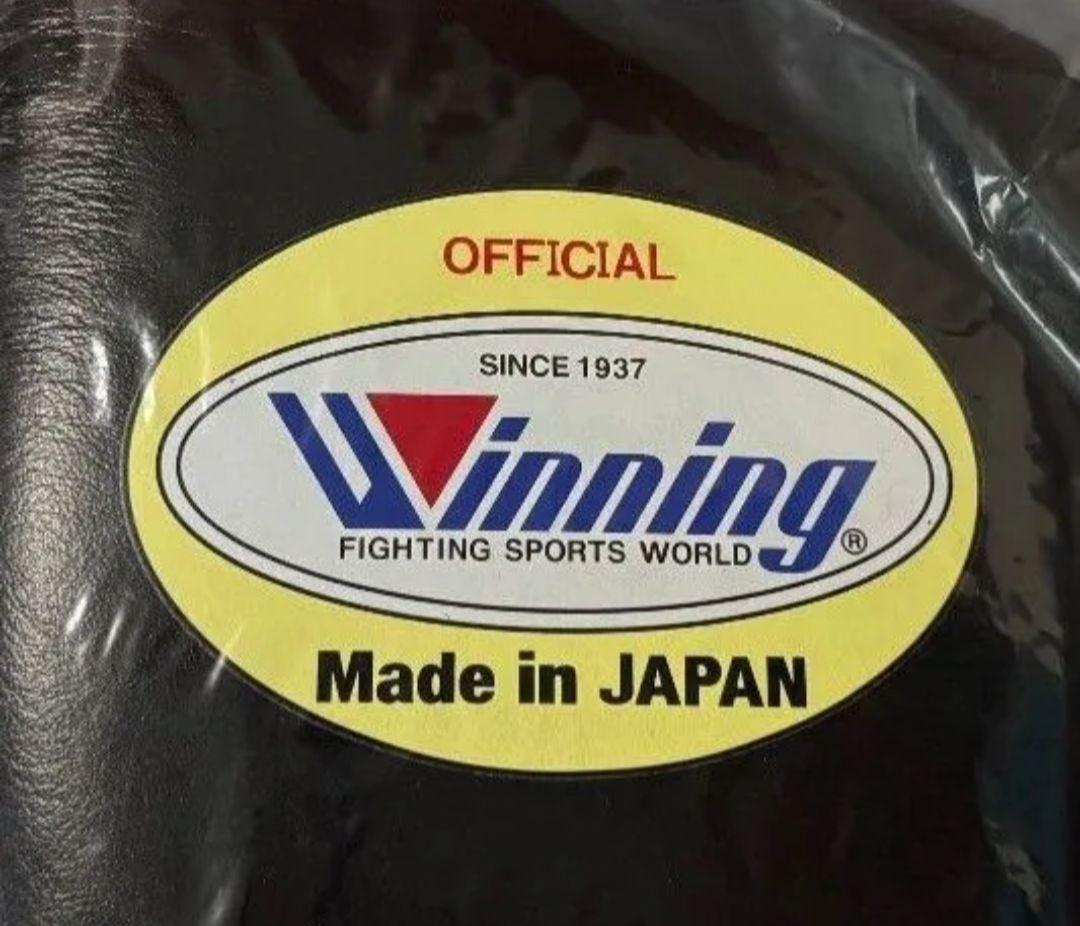 OFFICIAL
SINCE 1937
Winning
FIGHTING SPORTS WORLD ®
Made in JAPAN